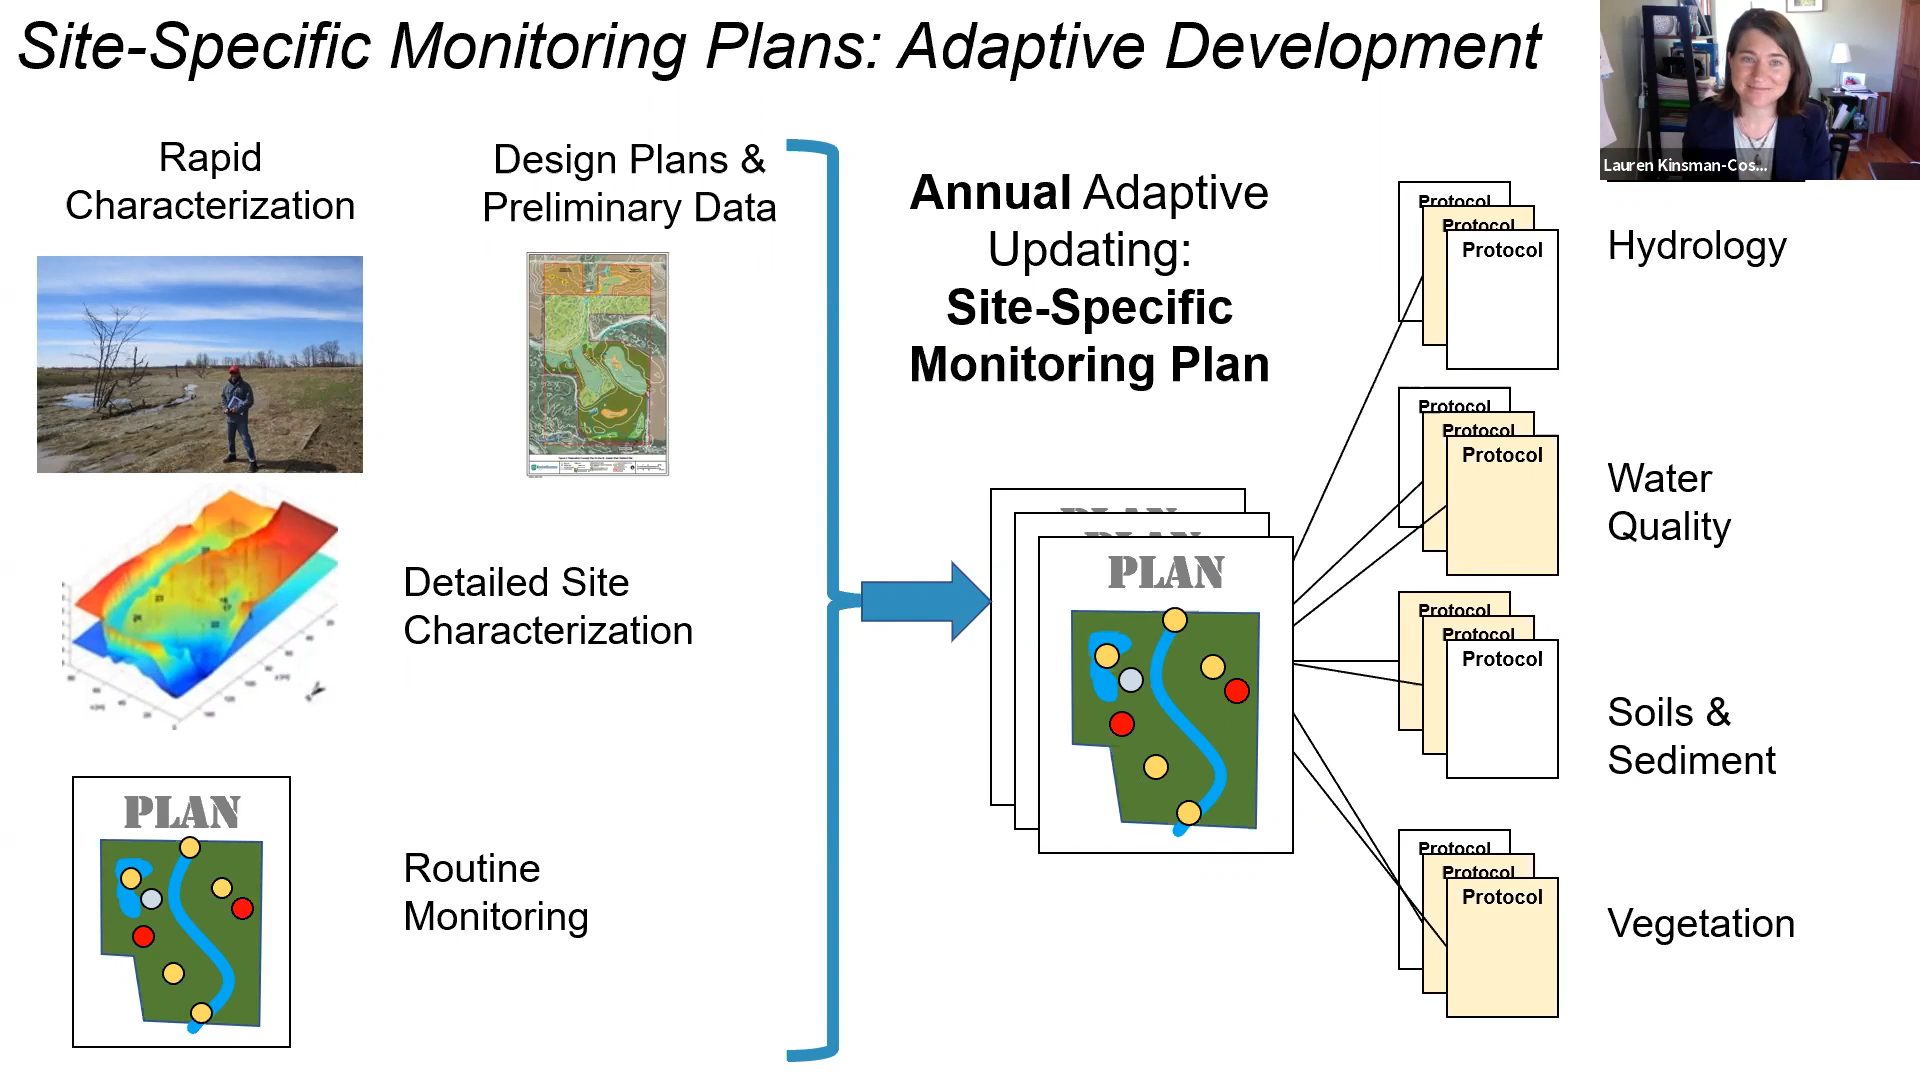 Site-Specific Monitoring Plans: Adaptive Development
Lauren Kinsman-Cos...
Rapid
Characterization
Design Plans &
Preliminary Data
Detailed Site
Characterization
PLAN
Routine
Monitoring
Annual Adaptive
Updating:
Site-Specific
Monitoring Plan
PLAN
PLAN
PLAN
Protocol
Protocol
Protocol
Hydrology
Protocol
Protocol
Protocol
Water
Quality
Protocol
Protocol
Protocol
Soils &
Sediment
Protocol
Protocol
Protocol
Vegetation